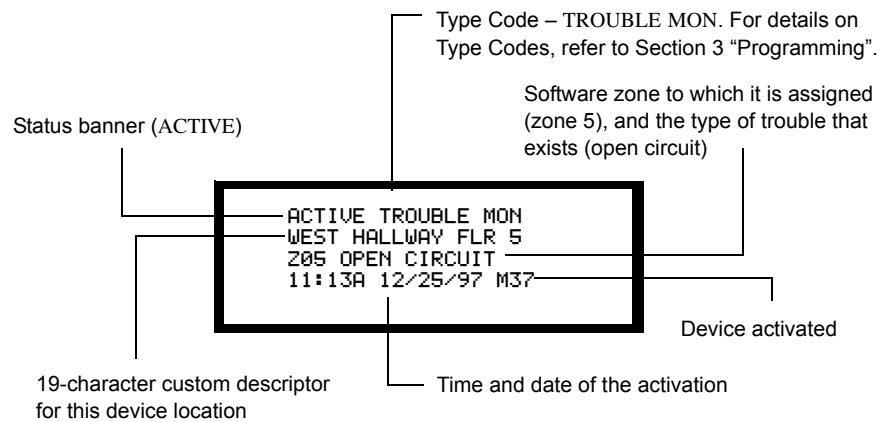 Type Code – TROUBLE MON. For details on
Type Codes, refer to Section 3 “Programming”.
Software zone to which it is assigned
(zone 5), and the type of trouble that
exists (open circuit)
Status banner (ACTIVE)
ACTIVE TROUBLE MON
WEST HALLWAY FLR 5
Z05 OPEN CIRCUIT
11:13A 12/25/97 M37
Device activated
19-character custom descriptor
for this device location
Time and date of the activation